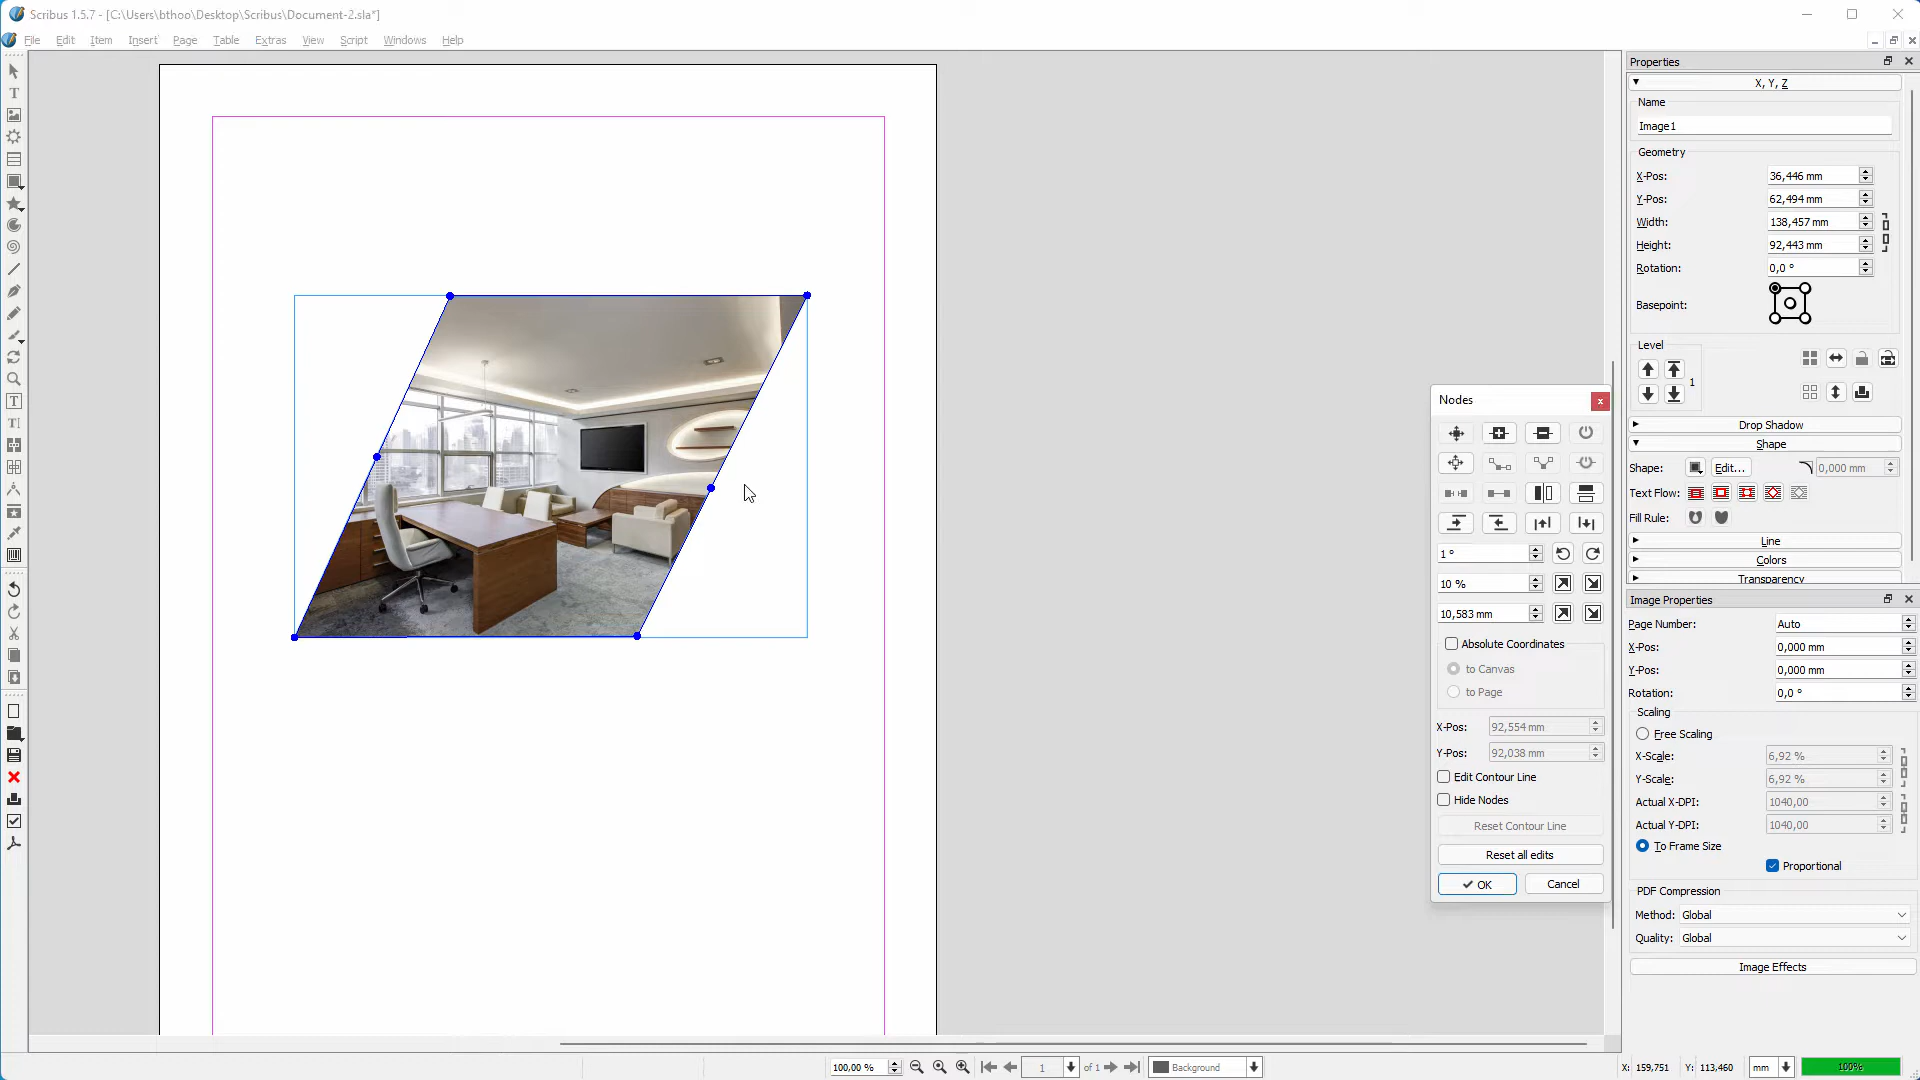 Scribus 1.5.7 - [C:\Users\bthoo\Desktop\Scribus\Document-2.sla*]
File Edit Item Insert Page Table Extras View Script Windows Help
Properties
X, Y, Z
Name
Image1
Geometry
X-Pos: 36,446 mm
Y-Pos: 62,494 mm
Width: 138,457 mm
Height: 92,443 mm
Rotation: 0,0 °
Basepoint:
Level
1
Drop Shadow
Shape
Shape: Edit... 0,000 mm
Text Flow:
Fill Rule:
Line
Colors
Transparency
Nodes
1 °
10 %
10,583 mm
Absolute Coordinates
to Canvas
to Page
X-Pos: 92,554 mm
Y-Pos: 92,038 mm
Edit Contour Line
Hide Nodes
Reset Contour Line
Reset all edits
OK Cancel
Image Properties
Page Number: Auto
X-Pos: 0,000 mm
Y-Pos: 0,000 mm
Rotation: 0,0 °
Scaling
Free Scaling
X-Scale: 6,92 %
Y-Scale: 6,92 %
Actual X-DPI: 1040,00
Actual Y-DPI: 1040,00
To Frame Size
Proportional
PDF Compression
Method: Global
Quality: Global
Image Effects
100,00 % 1 of 1 Background X: 159,751 Y: 113,460 mm 100%